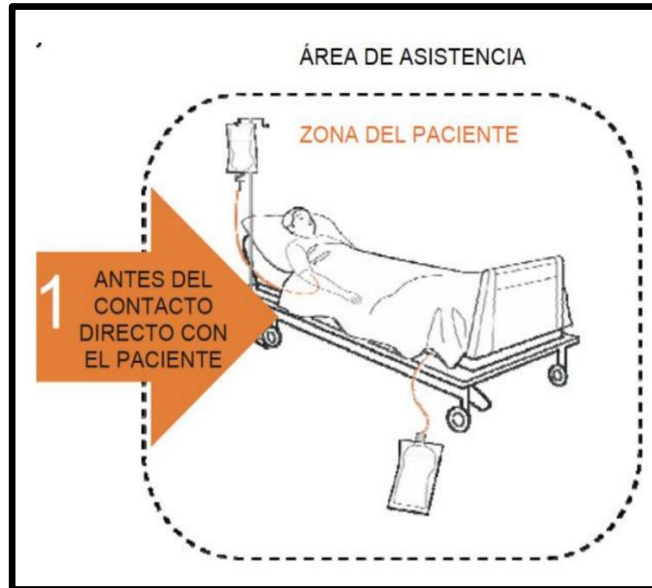 ÁREA DE ASISTENCIA
ZONA DEL PACIENTE
1
ANTES DEL
CONTACTO
DIRECTO CON
EL PACIENTE